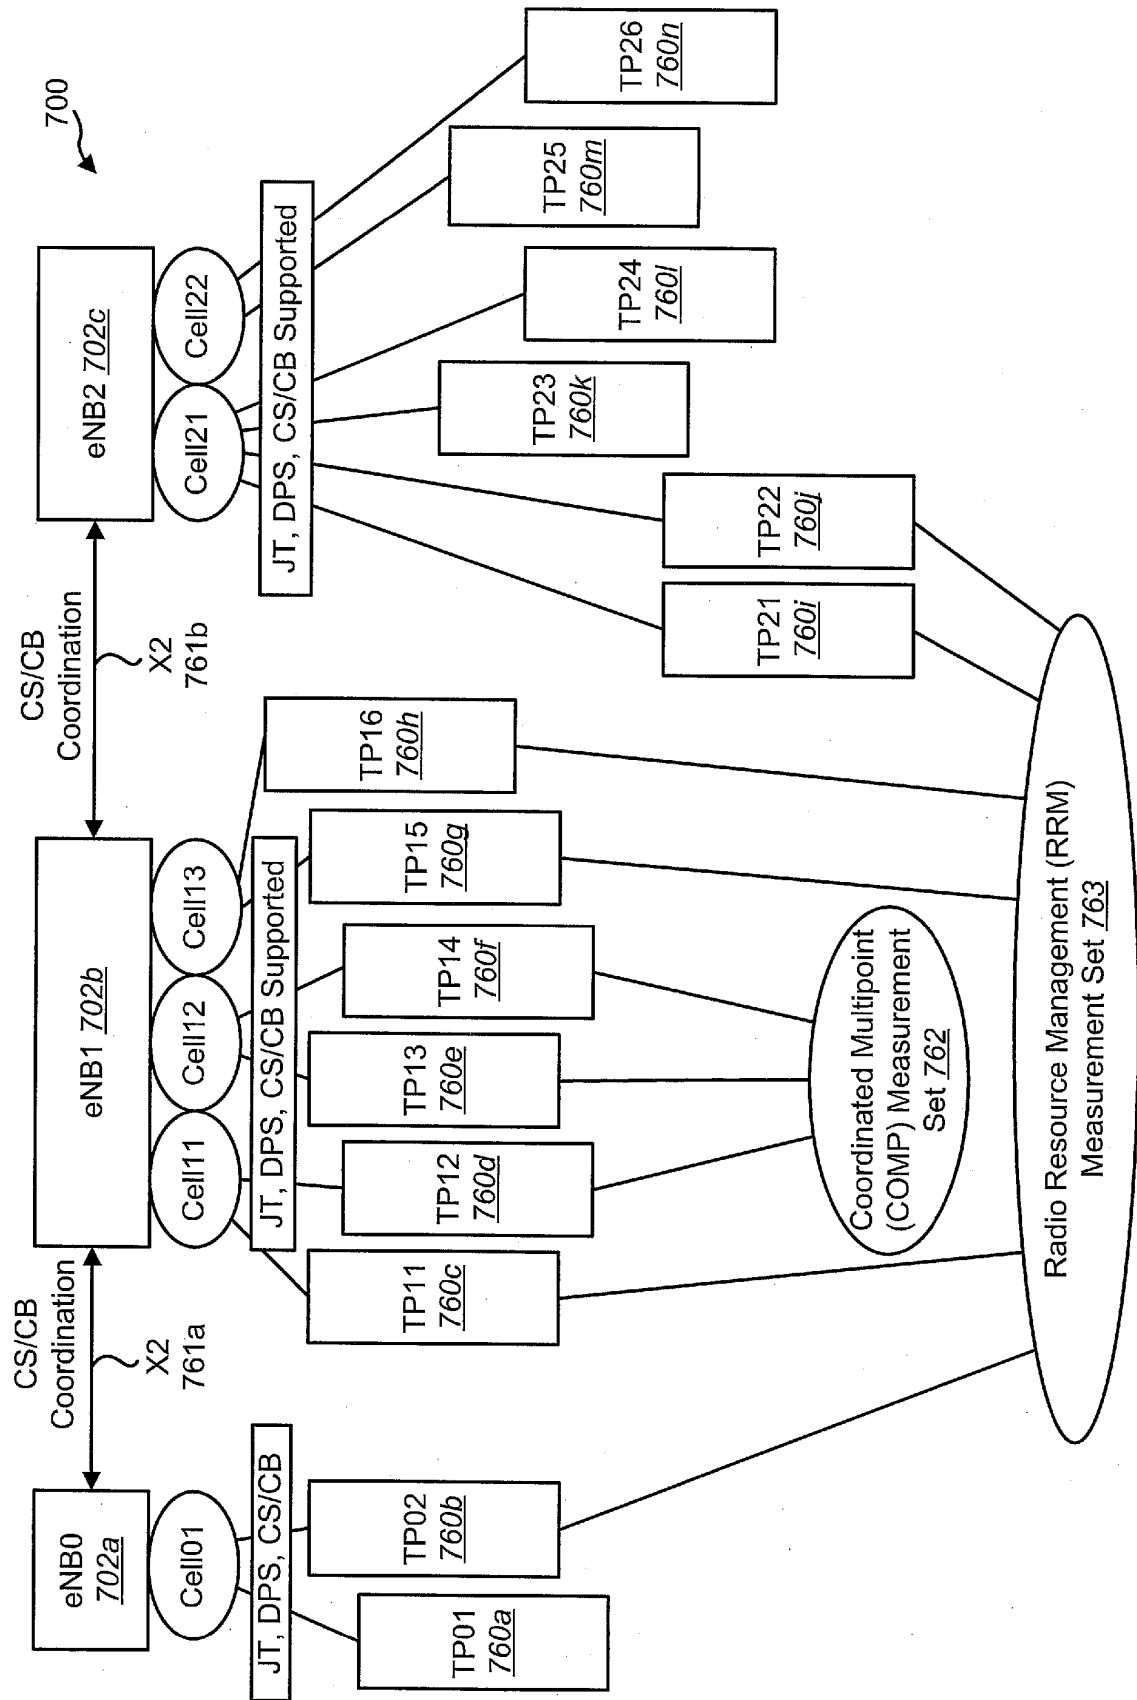 700
CS/CB
Coordination
X2
761a
CS/CB
Coordination
X2
761b
eNB0
702a
eNB1 702b
eNB2 702c
Cell01
Cell11
Cell12
Cell13
Cell21
Cell22
JT, DPS, CS/CB
JT, DPS, CS/CB Supported
JT, DPS, CS/CB Supported
TP01
760a
TP02
760b
TP11
760c
TP12
760d
TP13
760e
TP14
760f
TP15
760g
TP16
760h
TP21
760i
TP22
760j
TP23
760k
TP24
760l
TP25
760m
TP26
760n
Coordinated Multipoint
(COMP) Measurement
Set 762
Radio Resource Management (RRM)
Measurement Set 763